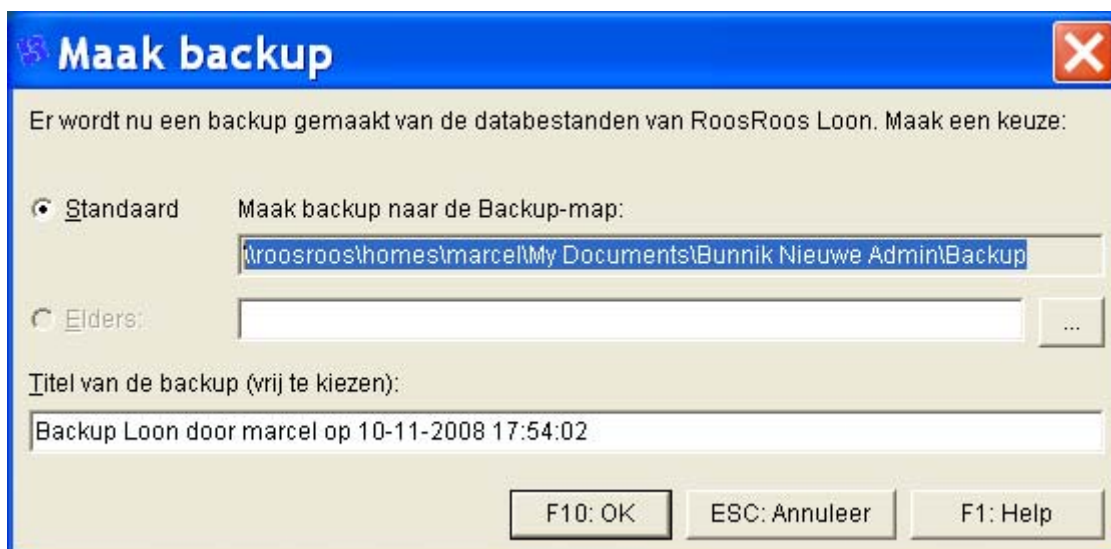 Maak backup
Er wordt nu een backup gemaakt van de databestanden van RoosRoos Loon. Maak een keuze:
Standaard
Maak backup naar de Backup-map:
\\roosroos\homes\marcel\My Documents\Bunnik Nieuwe Admin\Backup
Elders:
...
Titel van de backup (vrij te kiezen):
Backup Loon door marcel op 10-11-2008 17:54:02
F10: OK
ESC: Annuleer
F1: Help